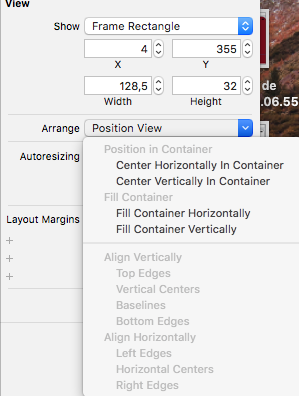 View
Show Frame Rectangle
4 355
X Y
128,5 32
Width Height
Arrange Position View
Autoresizing
Position in Container
Center Horizontally In Container
Center Vertically In Container
Fill Container
Fill Container Horizontally
Fill Container Vertically
Layout Margins
+
+
+
Align Vertically
Top Edges
Vertical Centers
Baselines
Bottom Edges
Align Horizontally
Left Edges
Horizontal Centers
Right Edges
de
.06.55